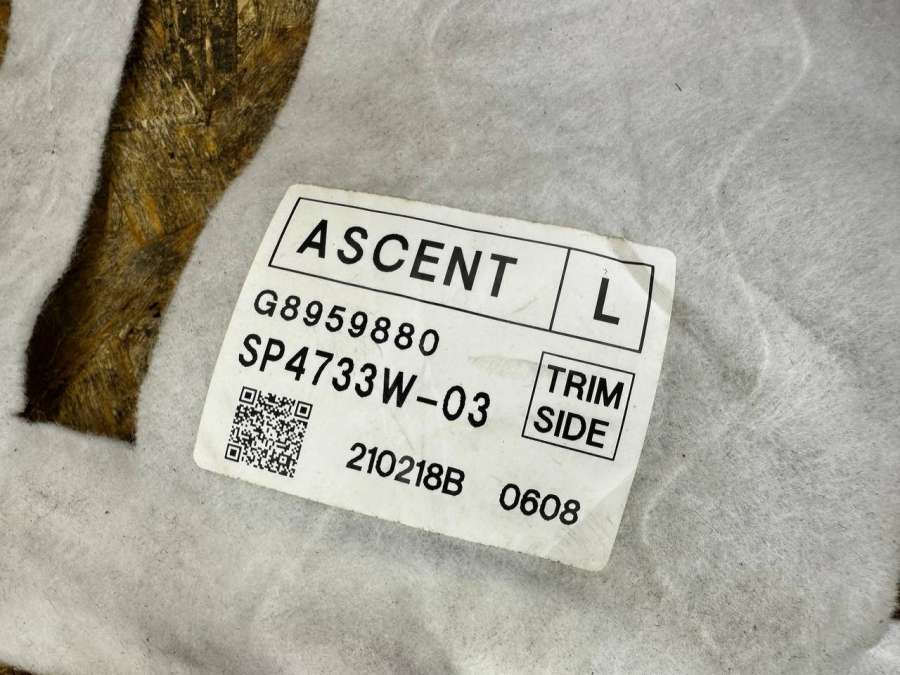 ASCENT L
G8959880
SP4733W-03
TRIM
SIDE
210218B 0608